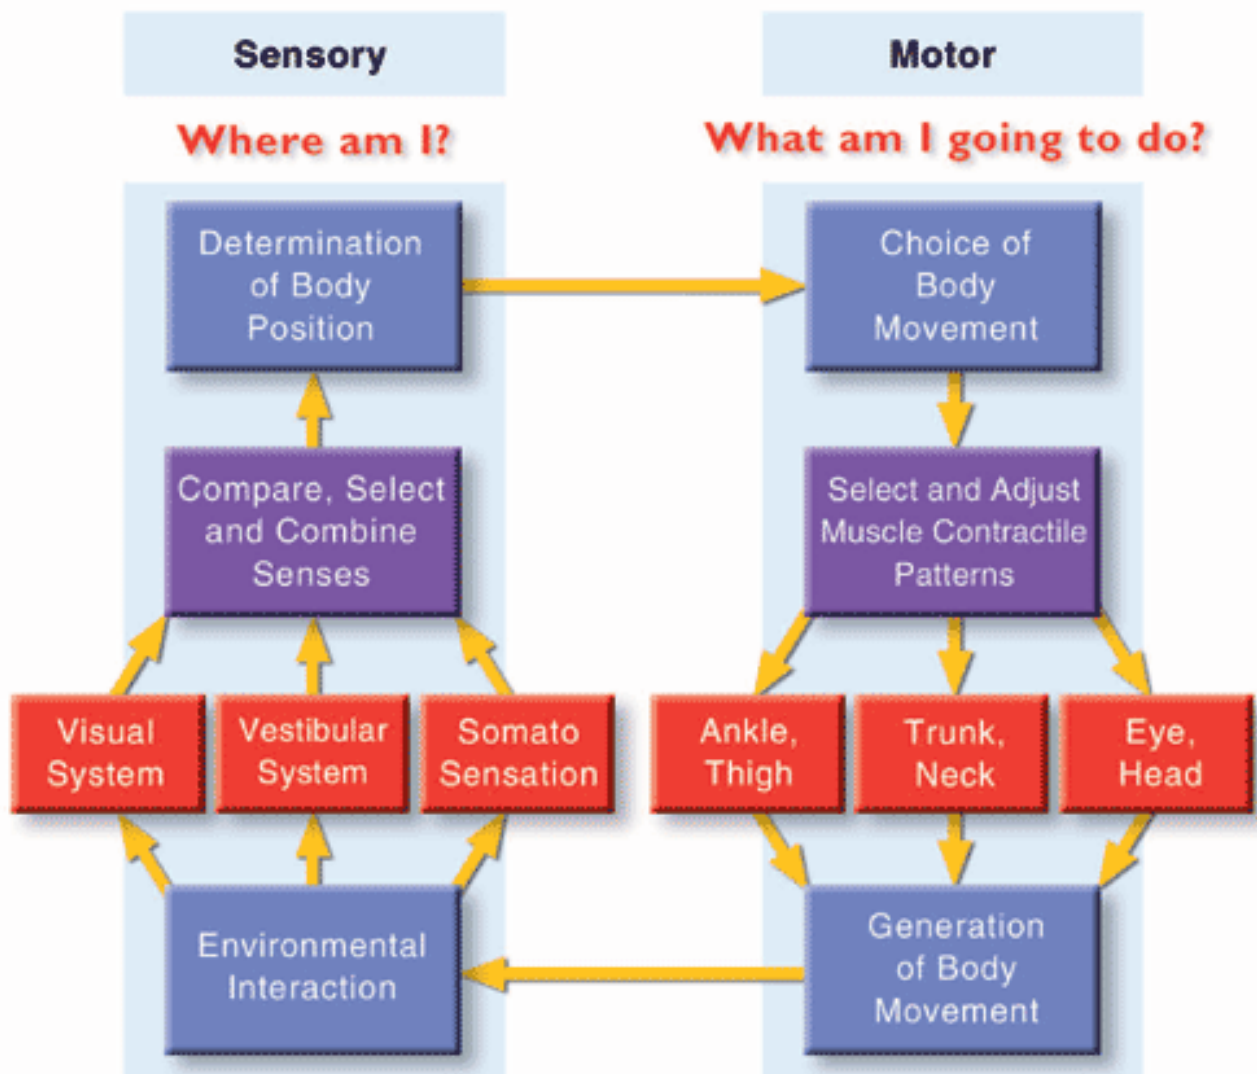 Sensory
Motor
Where am I?
What am I going to do?
Determination
of Body
Position
Choice of
Body
Movement
Compare, Select
and Combine
Senses
Select and Adjust
Muscle Contractile
Patterns
Visual
System
Vestibular
System
Somato
Sensation
Ankle,
Thigh
Trunk,
Neck
Eye,
Head
Environmental
Interaction
Generation
of Body
Movement